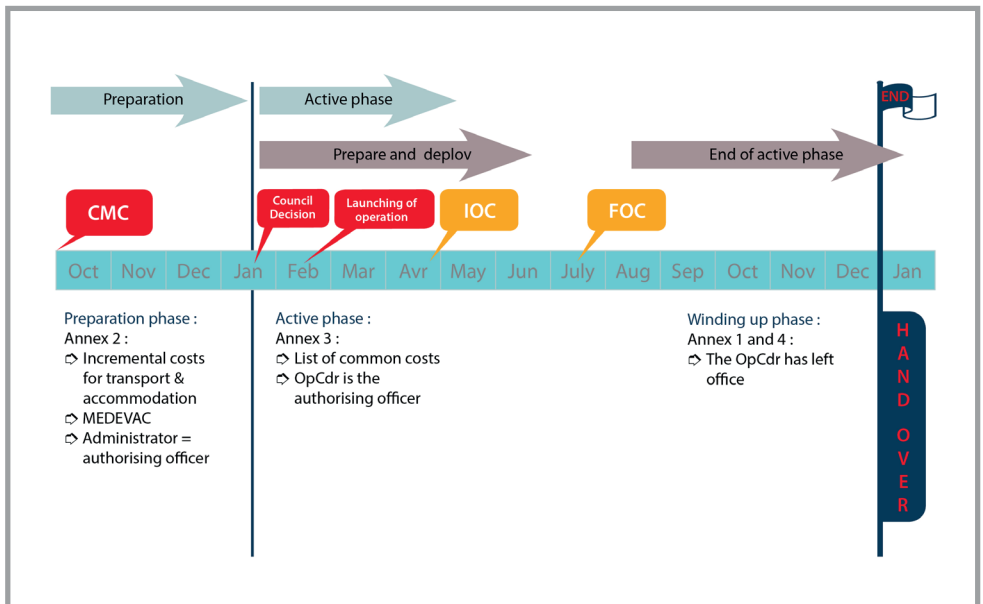 Preparation
Active phase
END
Prepare and deplov
End of active phase
CMC
Council
Decision
Launching of
operation
IOC
FOC
Oct Nov Dec Jan Feb Mar Avr May Jun July Aug Sep Oct Nov Dec Jan
Preparation phase :
Annex 2 :
➩ Incremental costs
for transport &
accommodation
➩ MEDEVAC
➩ Administrator =
authorising officer
Active phase :
Annex 3 :
➩ List of common costs
➩ OpCdr is the
authorising officer
Winding up phase :
Annex 1 and 4 :
➩ The OpCdr has left
office
HAND OVER